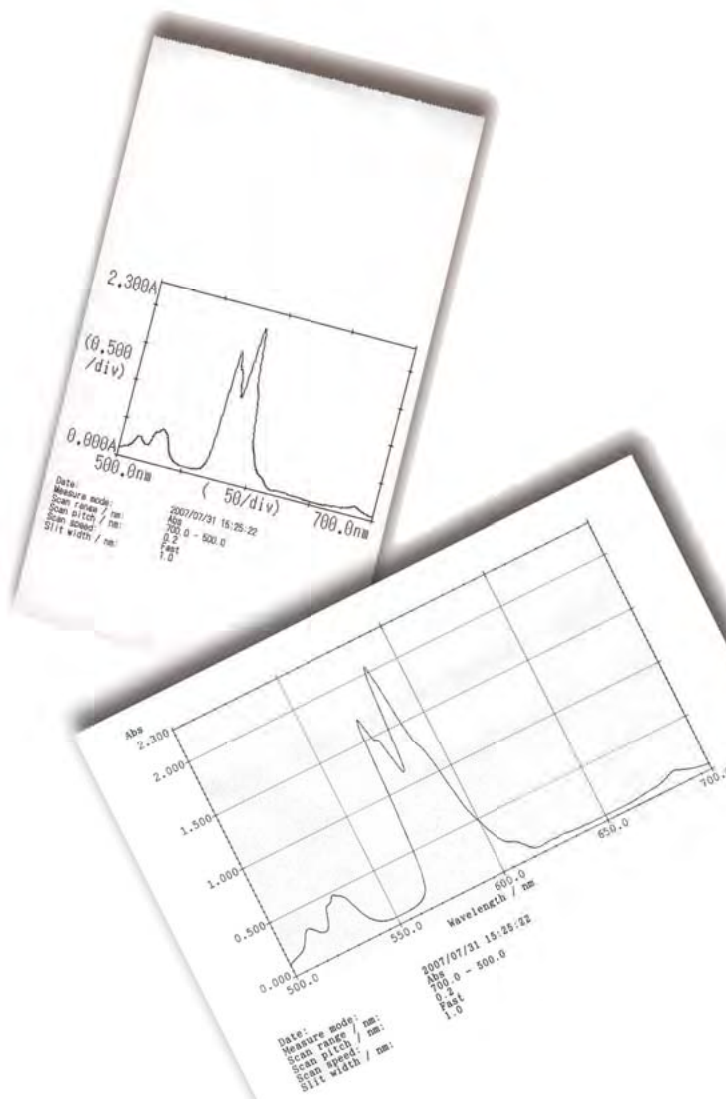 2.300A
(0.500
/div)
0.000A
500.0nm
( 50/div)
700.0nm
Date: 2007/07/31 15:25:22
Measure mode: Abs
Scan range / nm: 700.0 - 500.0
Scan pitch / nm: 0.2
Scan speed: Fast
Slit width / nm: 1.0
Abs
2.300
2.000
1.500
1.000
0.500
0.000
500.0
550.0
600.0
650.0
700.0
Wavelength / nm
Date: 2007/07/31 15:25:22
Measure mode: Abs
Scan range / nm: 700.0 - 500.0
Scan pitch / nm: 0.2
Scan speed: Fast
Slit width / nm: 1.0